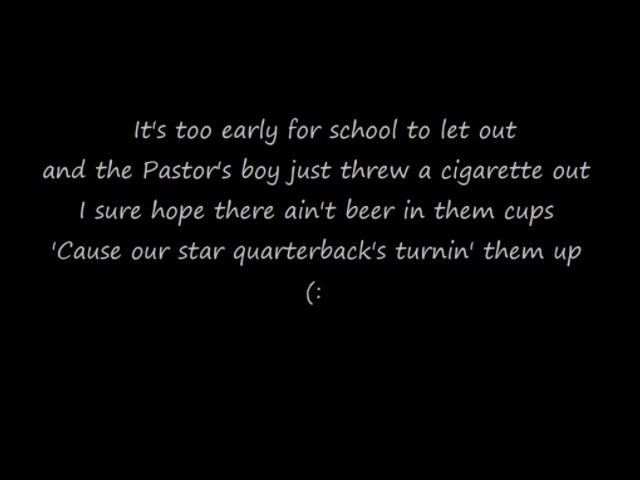 It's too early for school to let out
and the Pastor's boy just threw a cigarette out
I sure hope there ain't beer in them cups
'Cause our star quarterback's turnin' them up
(: